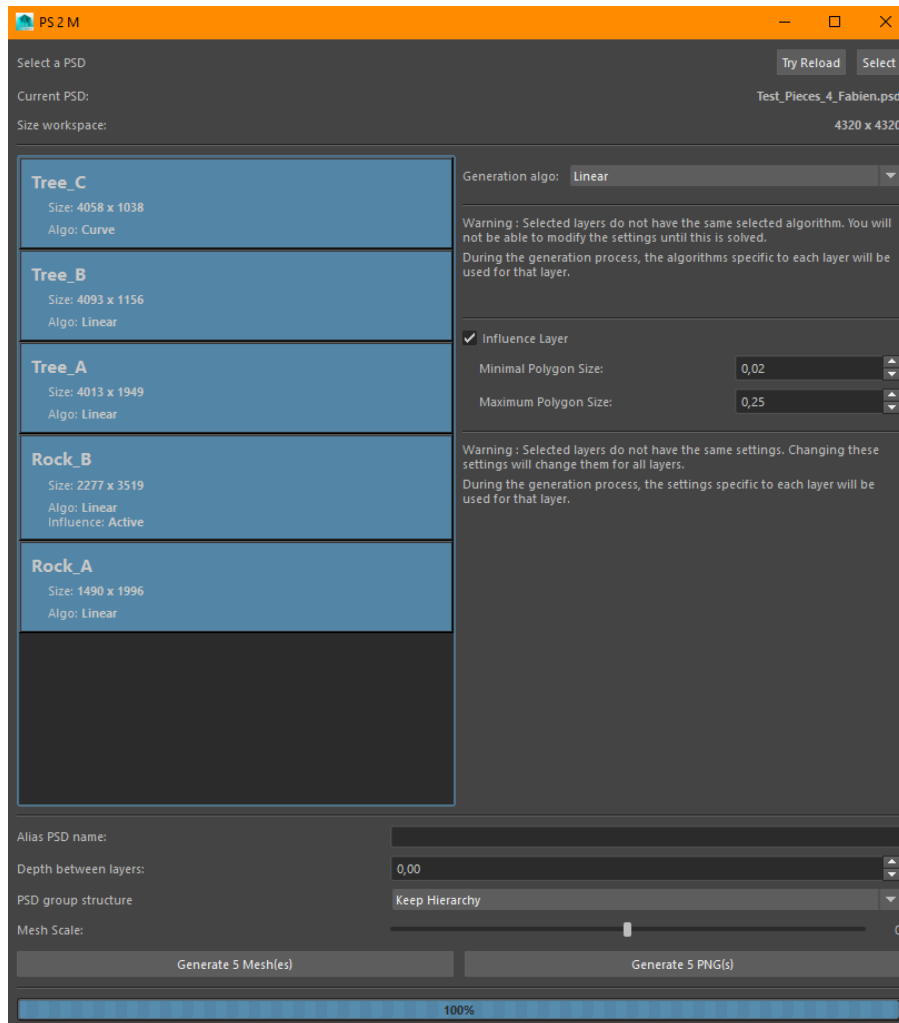 PS 2 M
Select a PSD
Try Reload
Select
Current PSD:
Test_Pieces_4_Fabien.psd
Size workspace:
4320 x 4320
Tree_C
Size: 4058 x 1038
Algo: Curve
Tree_B
Size: 4093 x 1156
Algo: Linear
Tree_A
Size: 4013 x 1949
Algo: Linear
Rock_B
Size: 2277 x 3519
Algo: Linear
Influence: Active
Rock_A
Size: 1490 x 1996
Algo: Linear
Generation algo: Linear
Warning : Selected layers do not have the same selected algorithm. You will
not be able to modify the settings until this is solved.
During the generation process, the algorithms specific to each layer will be
used for that layer.
Influence Layer
Minimal Polygon Size: 0,02
Maximum Polygon Size: 0,25
Warning : Selected layers do not have the same settings. Changing these
settings will change them for all layers.
During the generation process, the settings specific to each layer will be
used for that layer.
Alias PSD name:
Depth between layers: 0,00
PSD group structure Keep Hierarchy
Mesh Scale: 0
Generate 5 Mesh(es)
Generate 5 PNG(s)
100%